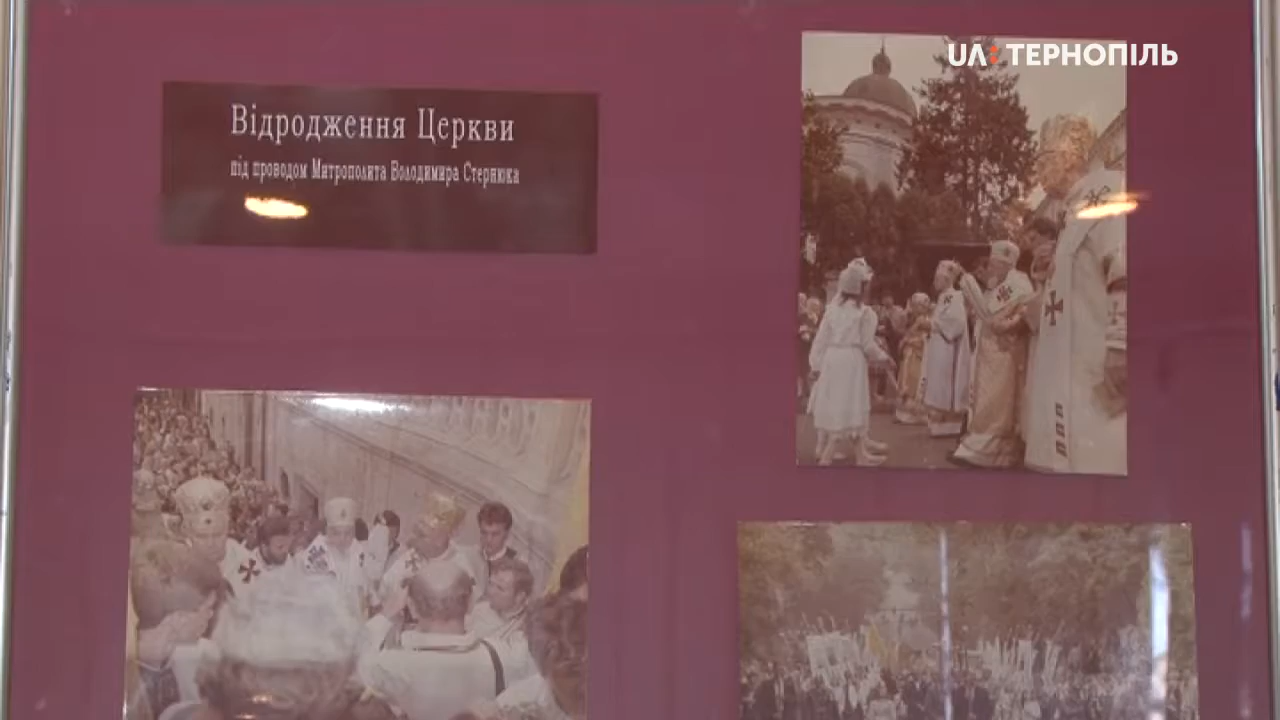 UA:ТЕРНОПІЛЬ
Відродження Церкви
під проводом Митрополита Володимира Стернюка